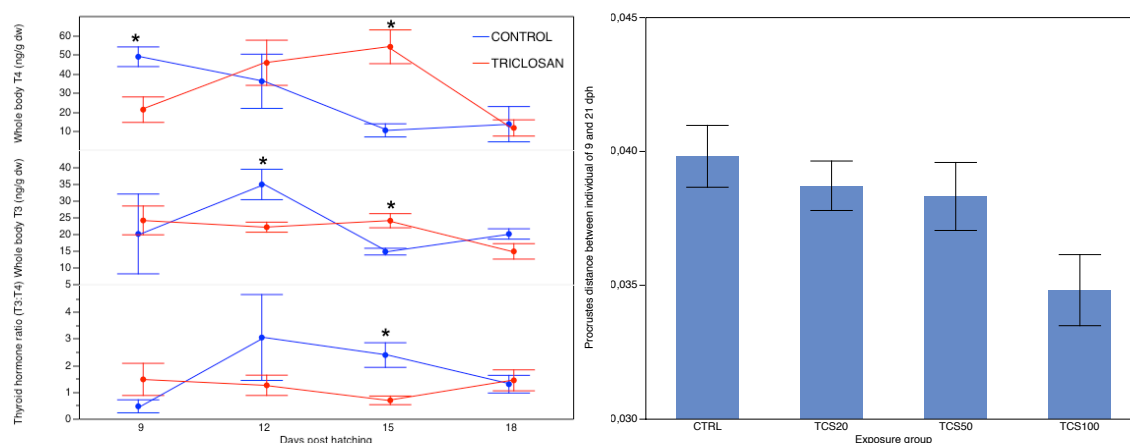 Whole body T4 (ng/g dw)
60
50
40
30
20
10
*
*
CONTROL
TRICLOSAN
Whole body T3 (ng/g dw)
40
35
30
25
20
15
10
5
*
*
Thyroid hormone ratio (T3:T4)
3
2
1
0
*
9
12
15
18
Days post hatching
Procrustes distance between individual of 9 and 21 dph
0,045
0,040
0,035
0,030
CTRL
TCS20
TCS50
TCS100
Exposure group